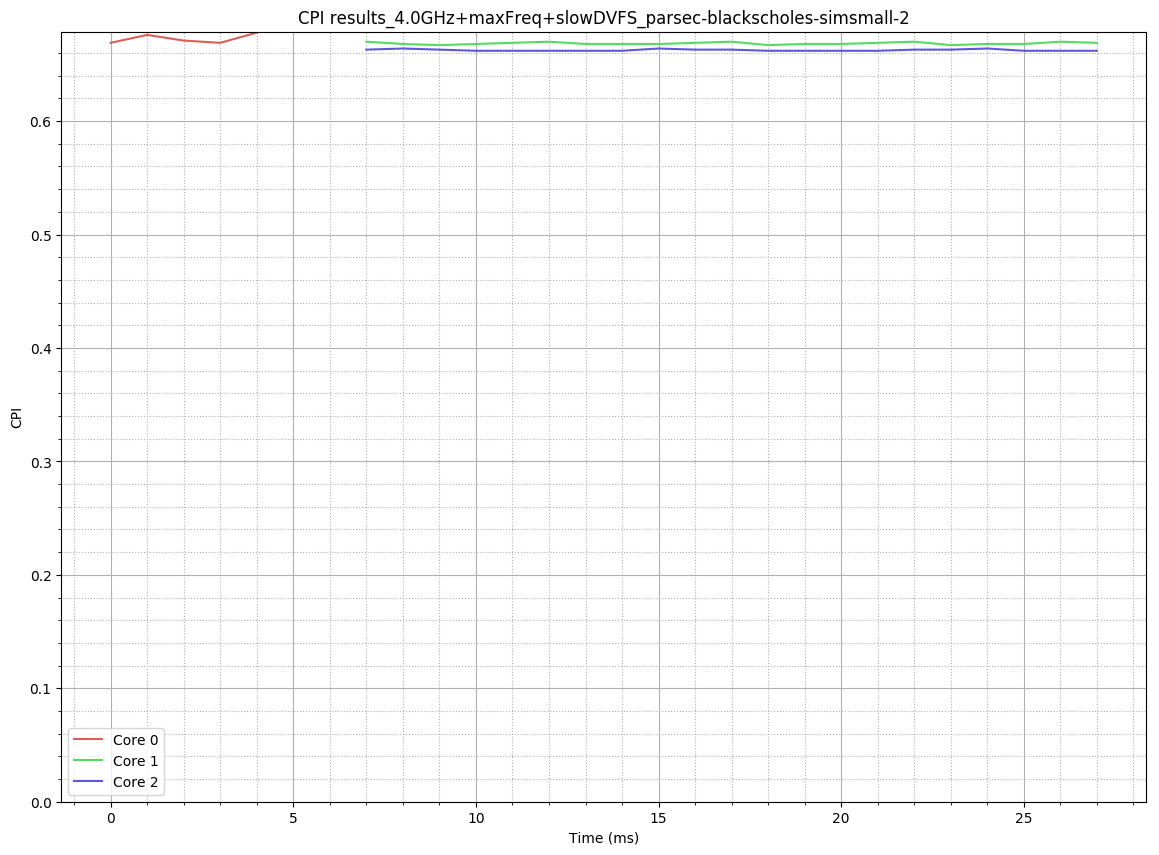 CPI results_4.0GHz+maxFreq+slowDVFS_parsec-blackscholes-simsmall-2
0.6
0.5
0.4
0.3
0.2
0.1
0.0
CPI
Core 0
Core 1
Core 2
0 5 10 15 20 25
Time (ms)